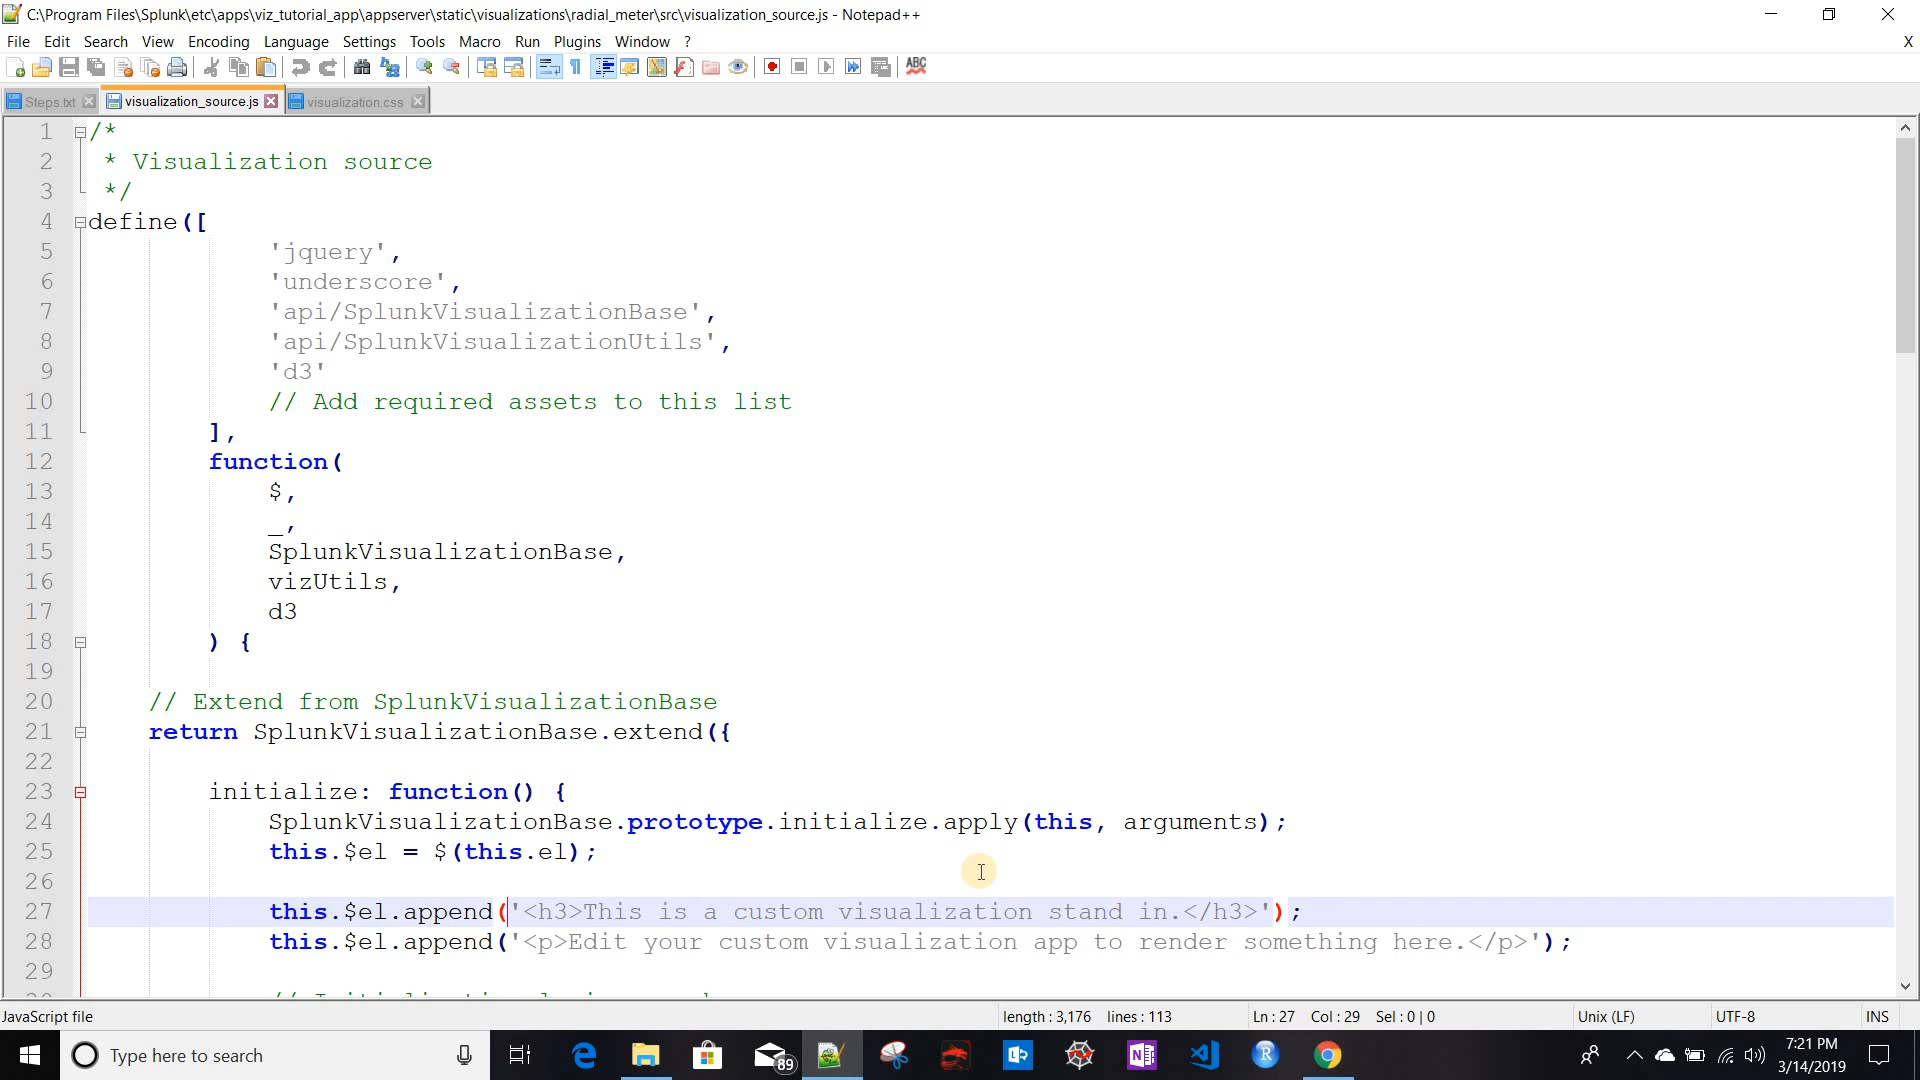 C:\Program Files\Splunk\etc\apps\viz_tutorial_app\appserver\static\visualizations\radial_meter\src\visualization_source.js - Notepad++
File Edit Search View Encoding Language Settings Tools Macro Run Plugins Window ? X
ABC
Steps.txt visualization_source.js visualization.css
1 /*
2 * Visualization source
3 */
4 define([
5 'jquery',
6 'underscore',
7 'api/SplunkVisualizationBase',
8 'api/SplunkVisualizationUtils',
9 'd3'
10 // Add required assets to this list
11 ],
12 function(
13 $,
14 _,
15 SplunkVisualizationBase,
16 vizUtils,
17 d3
18 ) {
19
20 // Extend from SplunkVisualizationBase
21 return SplunkVisualizationBase.extend({
22
23 initialize: function() {
24 SplunkVisualizationBase.prototype.initialize.apply(this, arguments);
25 this.$el = $(this.el);
26
27 this.$el.append('<h3>This is a custom visualization stand in.</h3>');
28 this.$el.append('<p>Edit your custom visualization app to render something here.</p>');
29
JavaScript file length : 3,176 lines : 113 Ln : 27 Col : 29 Sel : 0 | 0 Unix (LF) UTF-8 INS
Type here to search 89 7:21 PM
3/14/2019